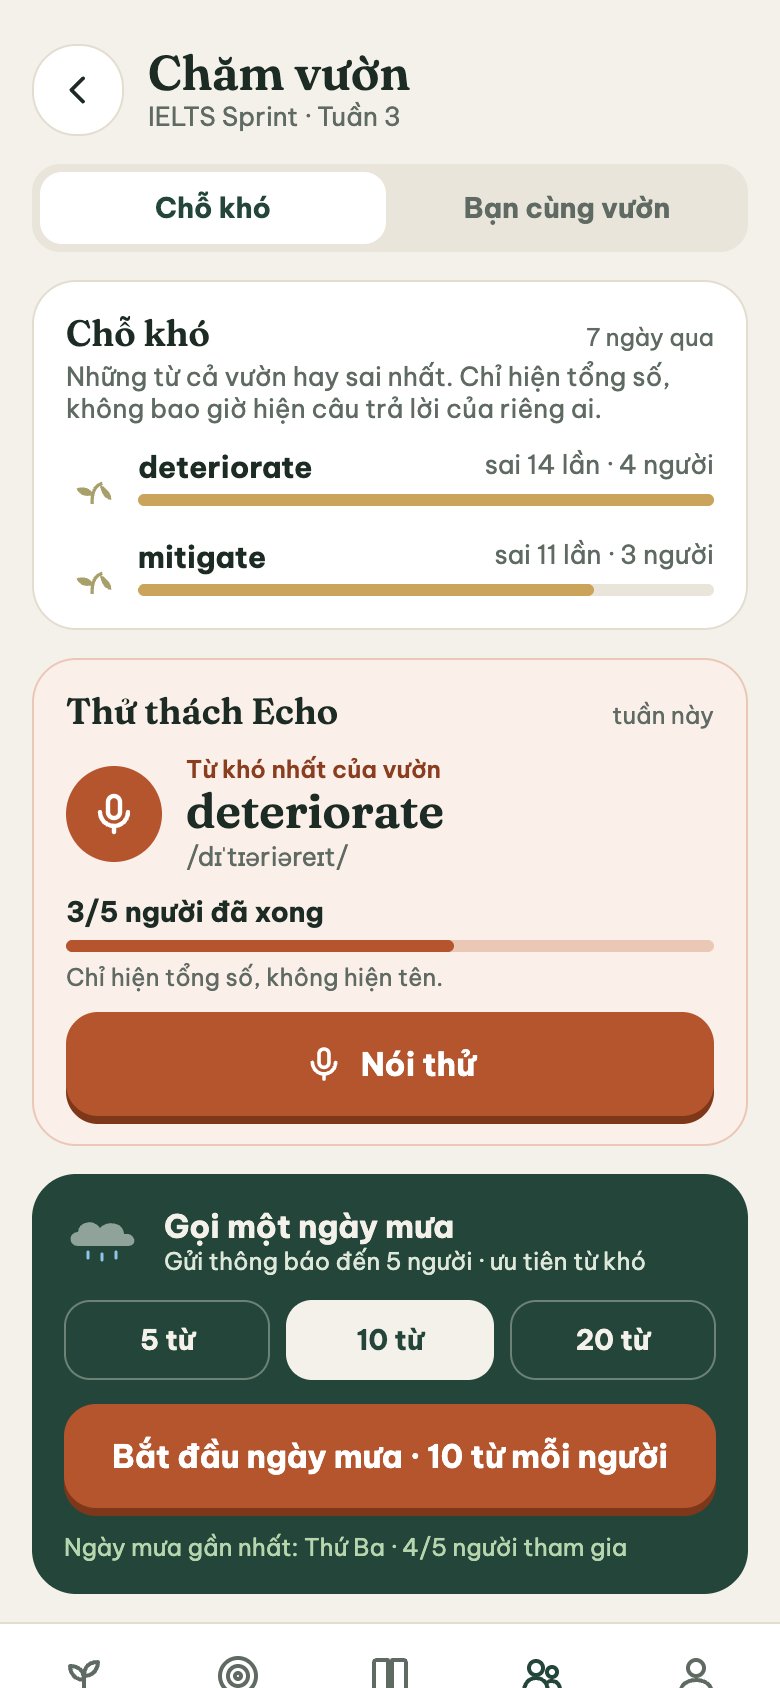 Chăm vườn
IELTS Sprint · Tuần 3
Chỗ khó
Bạn cùng vườn
Chỗ khó
7 ngày qua
Những từ cả vườn hay sai nhất. Chỉ hiện tổng số,
không bao giờ hiện câu trả lời của riêng ai.
deteriorate
sai 14 lần · 4 người
mitigate
sai 11 lần · 3 người
Thử thách Echo
tuần này
Từ khó nhất của vườn
deteriorate
/dɪˈtɪəriəreɪt/
3/5 người đã xong
Chỉ hiện tổng số, không hiện tên.
Nói thử
Gọi một ngày mưa
Gửi thông báo đến 5 người · ưu tiên từ khó
5 từ
10 từ
20 từ
Bắt đầu ngày mưa · 10 từ mỗi người
Ngày mưa gần nhất: Thứ Ba · 4/5 người tham gia